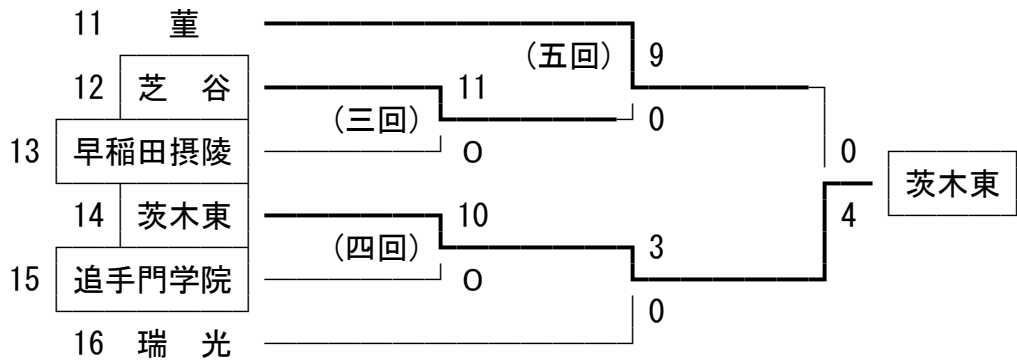 11 菫
(五回) 9
12 芝 谷 11
(三回) 0
13 早稲田摂陵 0 0
茨木東
14 茨木東 10 4
(四回) 3
15 追手門学院 0
0
16 瑞 光